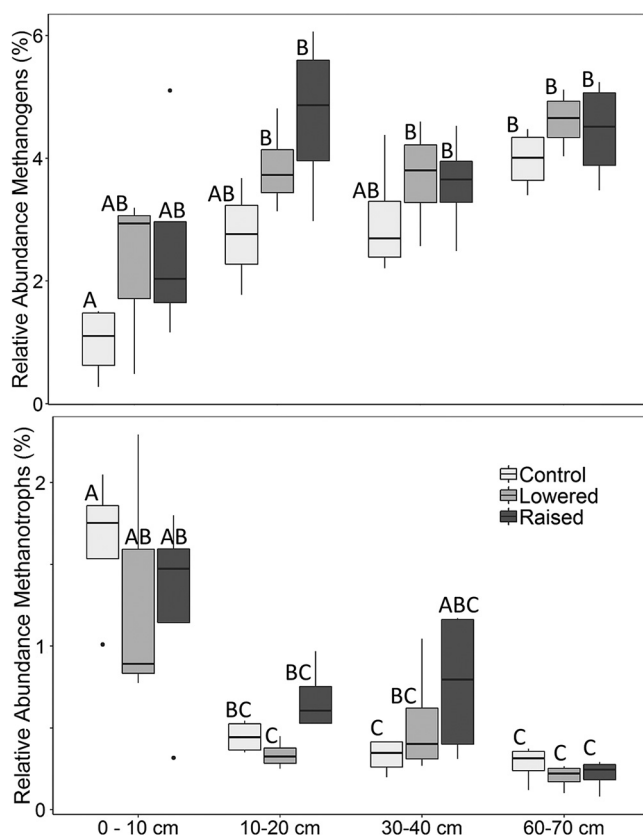 Relative Abundance Methanogens (%)
6
4
2
0
A
AB
AB
AB
B
B
AB
B
B
B
B
B
Relative Abundance Methanotrophs (%)
2
1
0
A
AB
AB
BC
C
BC
C
BC
ABC
C
C
C
Control
Lowered
Raised
0 - 10 cm
10-20 cm
30-40 cm
60-70 cm